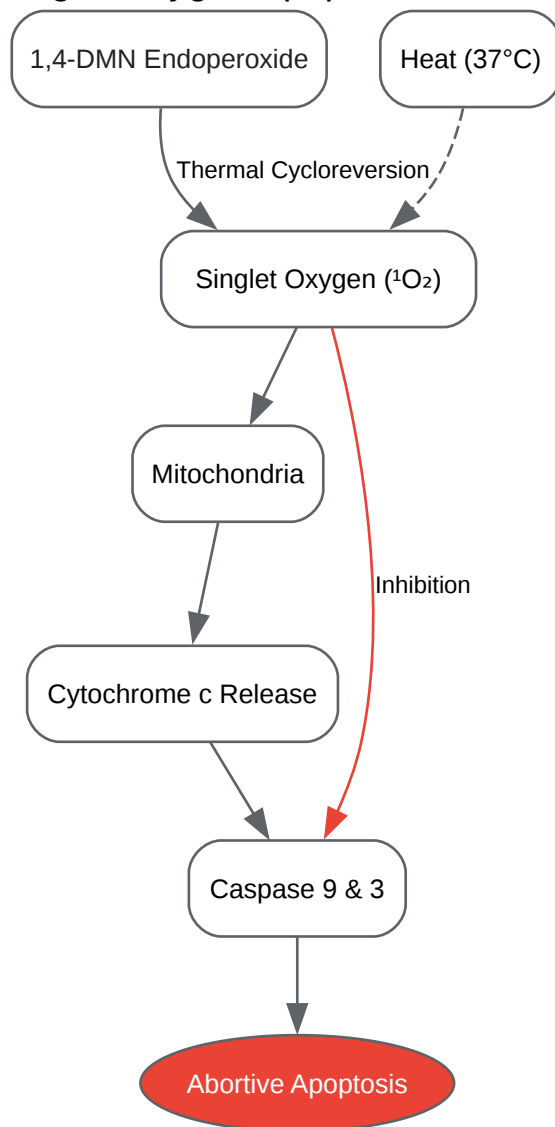 1,4-DMN Endoperoxide
Heat (37°C)
Thermal Cycloreversion
Singlet Oxygen (¹O₂)
Mitochondria
Inhibition
Cytochrome c Release
Caspase 9 & 3
Abortive Apoptosis